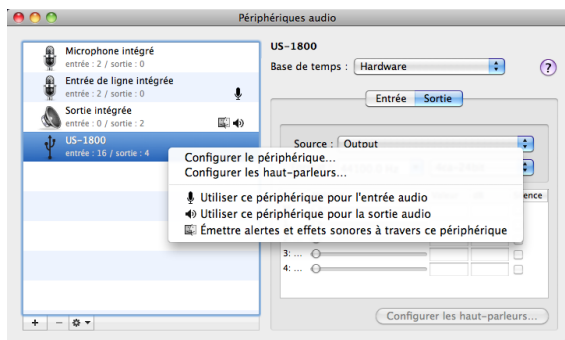 Périphériques audio
Microphone intégré
entrée : 2 / sortie : 0
Entrée de ligne intégrée
entrée : 2 / sortie : 0
Sortie intégrée
entrée : 0 / sortie : 2
US-1800
entrée : 16 / sortie : 4
US-1800
Base de temps : Hardware
?
Entrée Sortie
Source : Output
Configurer le périphérique...
Configurer les haut-parleurs...
Utiliser ce périphérique pour l'entrée audio
Utiliser ce périphérique pour la sortie audio
Émettre alertes et effets sonores à travers ce périphérique
3: ...
4: ...
Configurer les haut-parleurs...